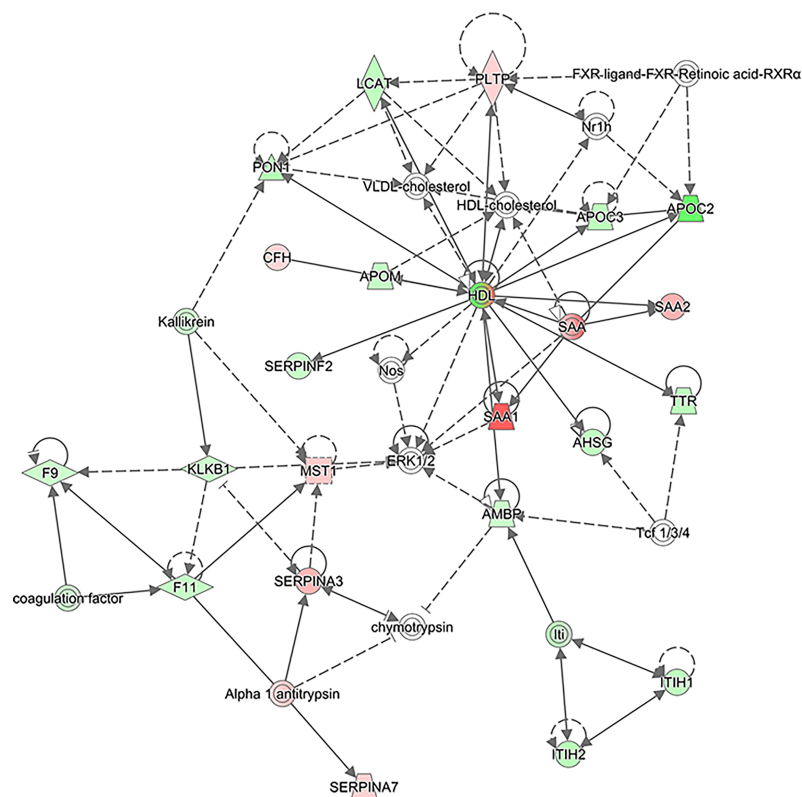 LCAT
PLTP
FXR-ligand-FXR-Retinoic acid-RXRα
Nr1h
PON1
VLDL-cholesterol
HDL-cholesterol
APOC3
APOC2
CFH
APOM
HDL
SAA
SAA2
Kallikrein
SERPINF2
Nos
TTR
SAA1
AHSG
F9
KLKB1
MST1
ERK1/2
AMBP
Tcf 1/3/4
coagulation factor
F11
SERPINA3
chymotrypsin
Iti
Alpha 1 antitrypsin
ITIH1
ITIH2
SERPINA7